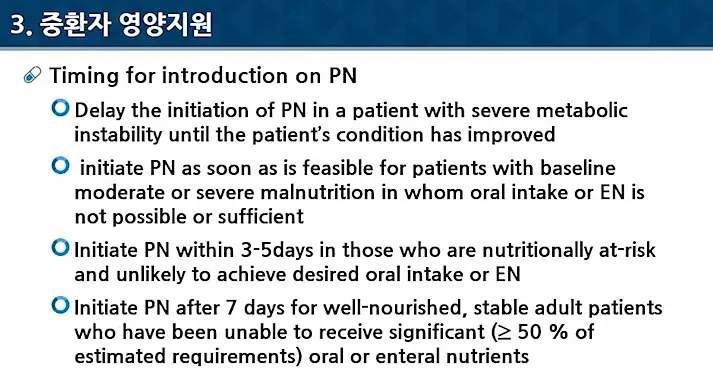 3. 중환자 영양지원
Timing for introduction on PN
Delay the initiation of PN in a patient with severe metabolic
instability until the patient's condition has improved
initiate PN as soon as is feasible for patients with baseline
moderate or severe malnutrition in whom oral intake or EN is
not possible or sufficient
Initiate PN within 3-5days in those who are nutritionally at-risk
and unlikely to achieve desired oral intake or EN
Initiate PN after 7 days for well-nourished, stable adult patients
who have been unable to receive significant (≥ 50 % of
estimated requirements) oral or enteral nutrients